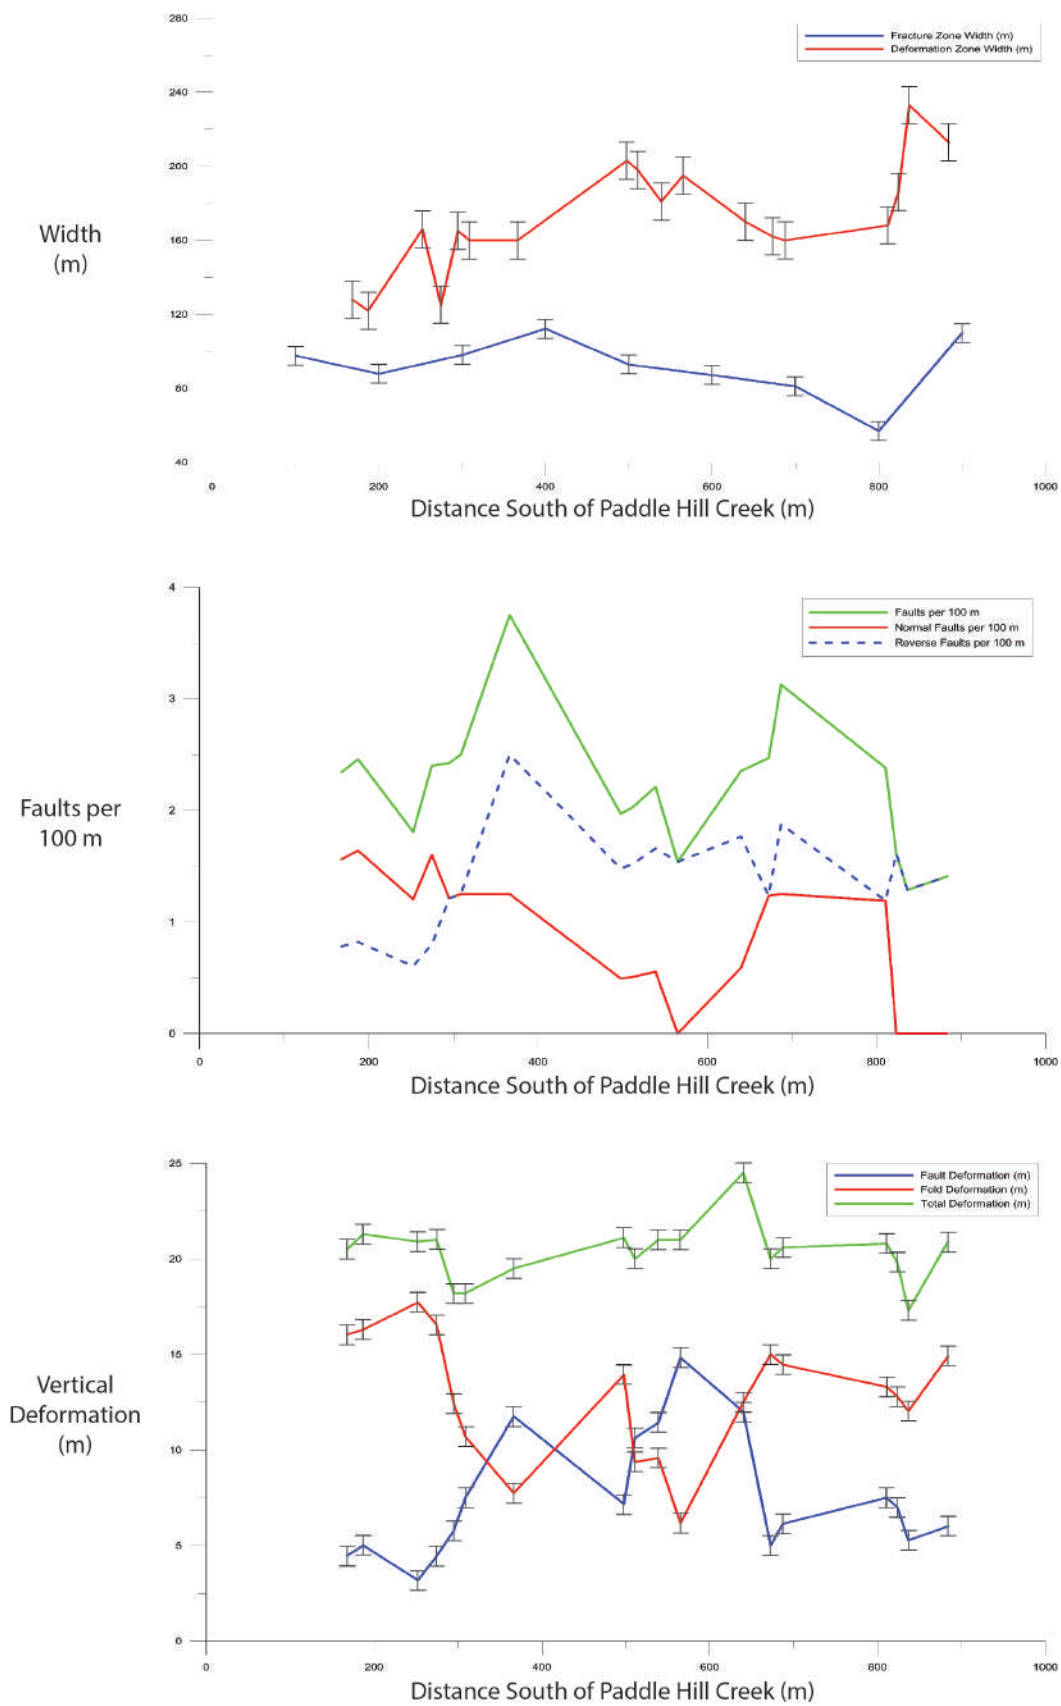 280
Fracture Zone Width (m)
Deformation Zone Width (m)
240
200
Width
(m)
160
120
80
40
0 200 400 600 800 1000
Distance South of Paddle Hill Creek (m)
4
Faults per 100 m
Normal Faults per 100 m
Reverse Faults per 100 m
3
Faults per
100 m
2
1
0
0 200 400 600 800 1000
Distance South of Paddle Hill Creek (m)
25
Fault Deformation (m)
Fold Deformation (m)
Total Deformation (m)
20
15
Vertical
Deformation
(m)
10
5
0
0 200 400 600 800 1000
Distance South of Paddle Hill Creek (m)